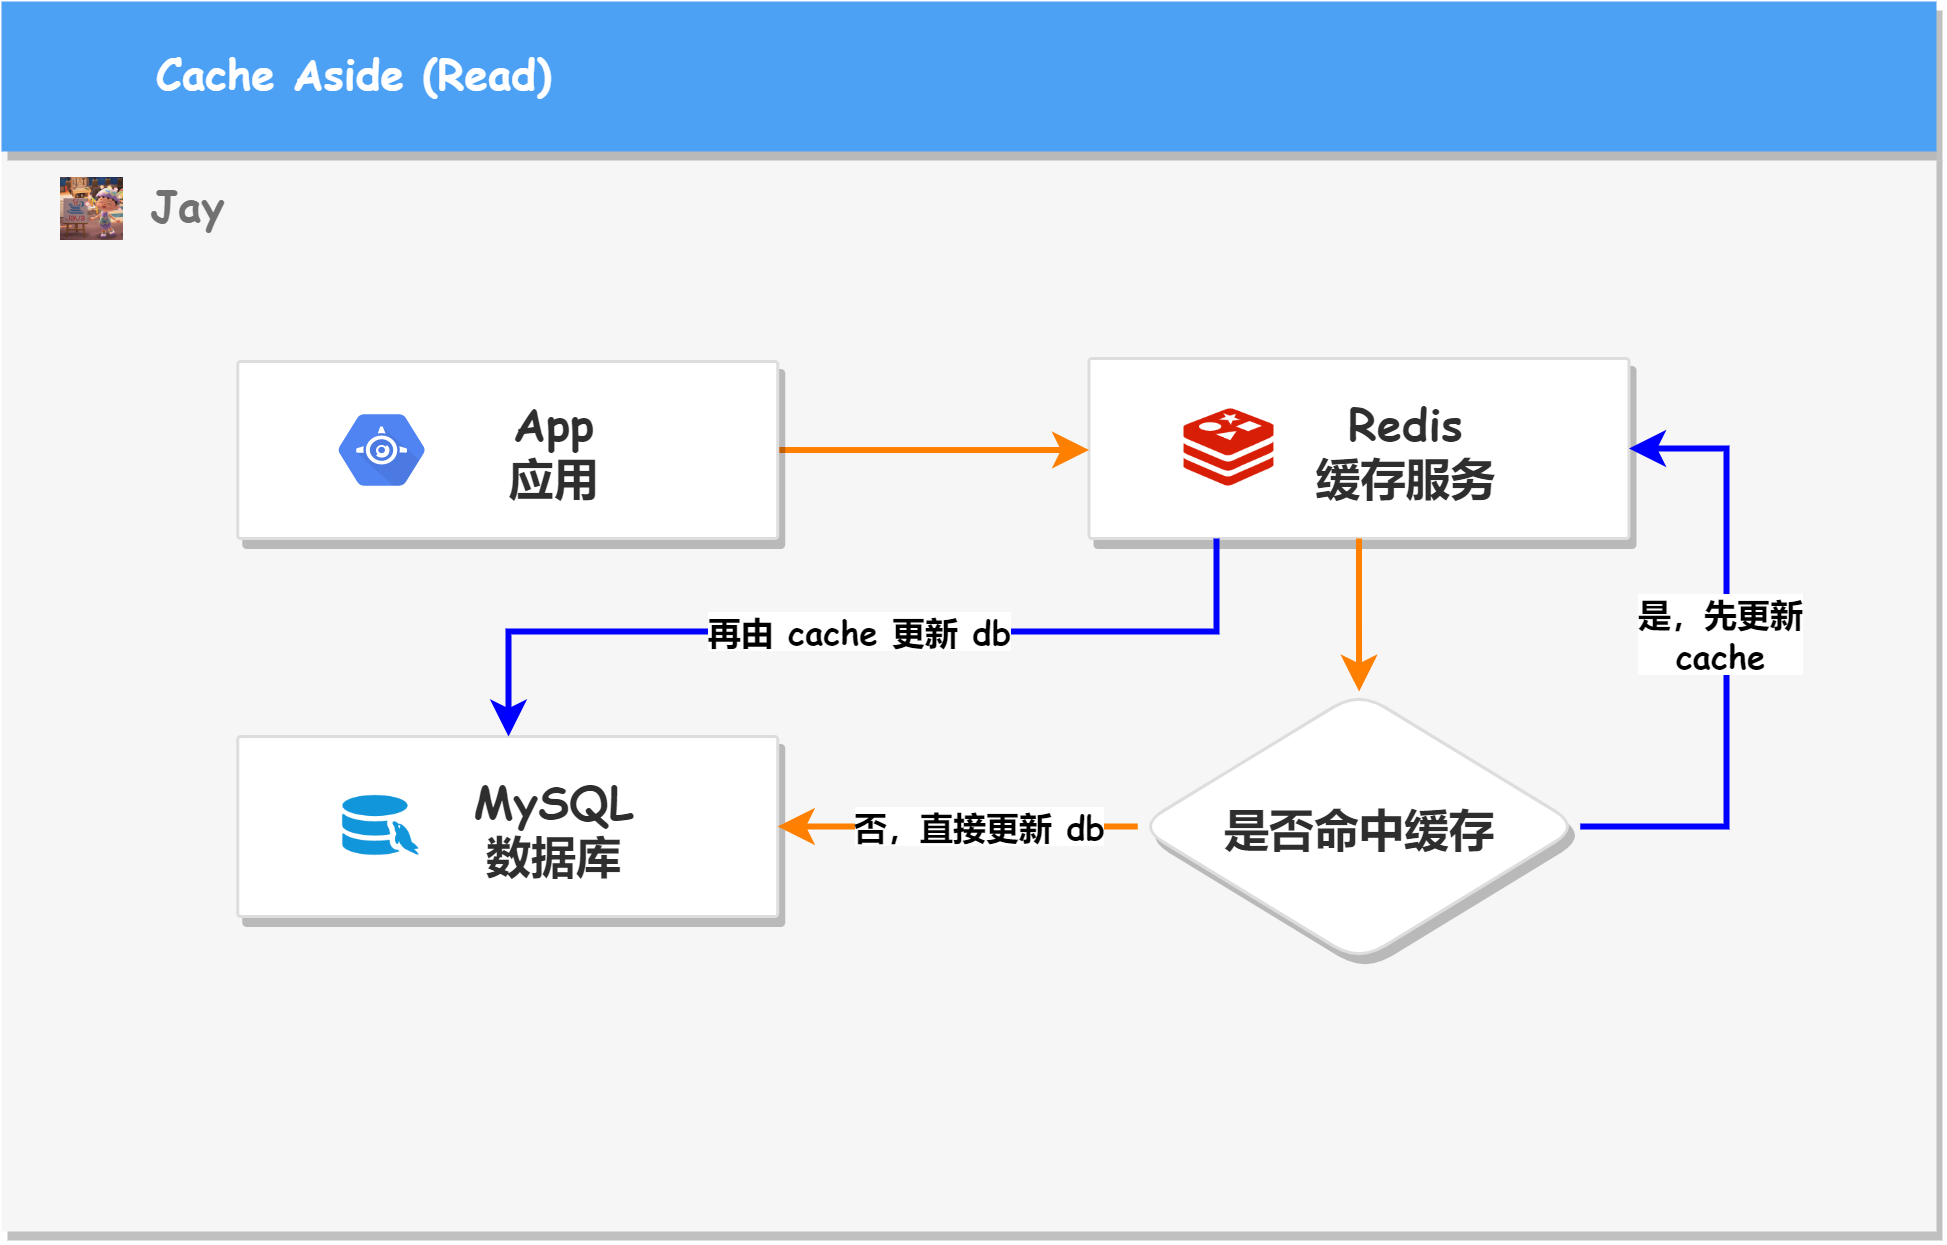 Cache Aside (Read)
Jay
App
应用
Redis
缓存服务
再由 cache 更新 db
是，先更新
cache
MySQL
数据库
否，直接更新 db
是否命中缓存